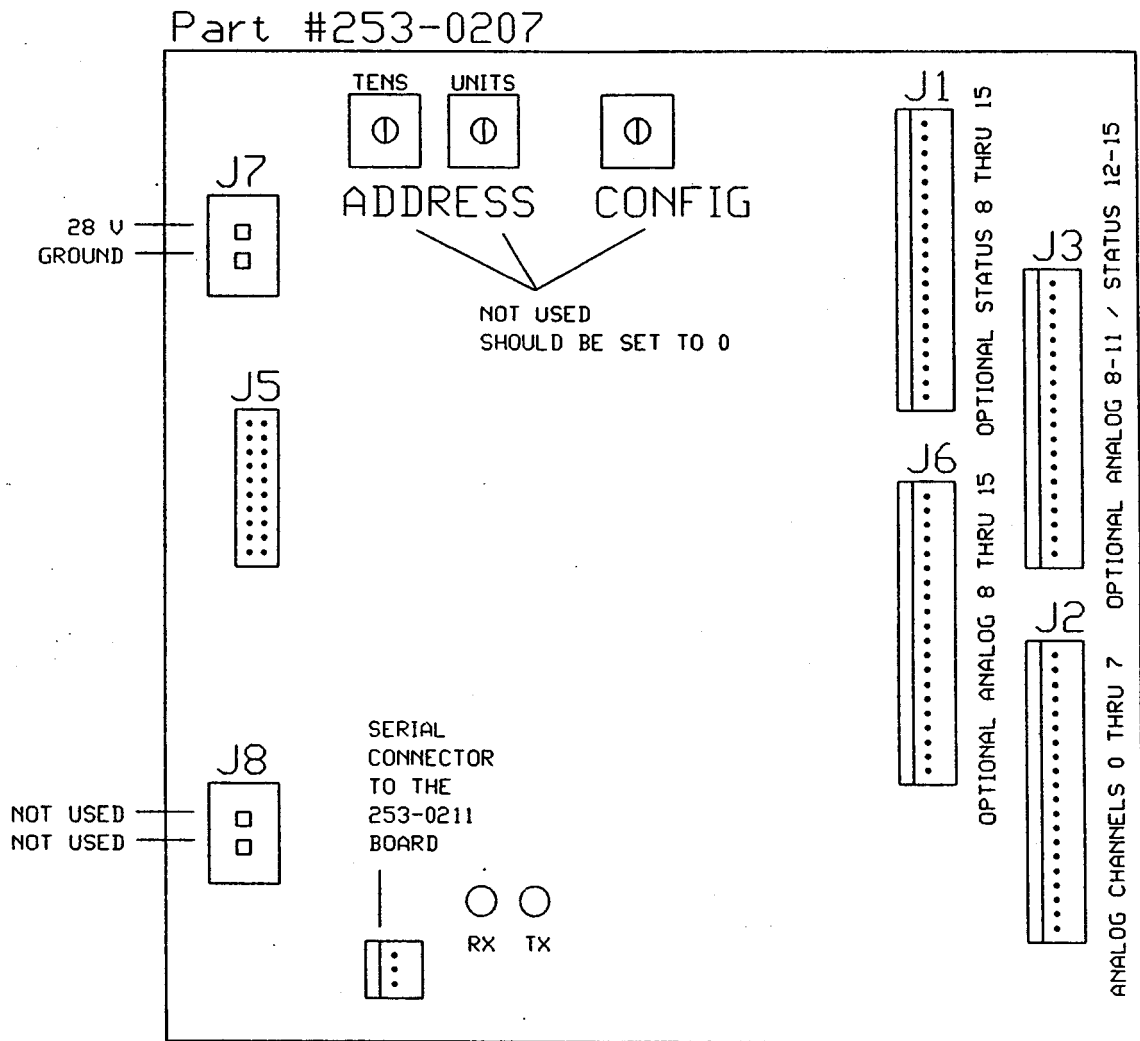 Part #253-0207
TENS UNITS
ADDRESS CONFIG
NOT USED
SHOULD BE SET TO 0
J7
28 V
GROUND
J5
J8
NOT USED
NOT USED
SERIAL
CONNECTOR
TO THE
253-0211
BOARD
RX TX
J1
OPTIONAL STATUS 8 THRU 15
J3
OPTIONAL ANALOG 8-11 / STATUS 12-15
J6
OPTIONAL ANALOG 8 THRU 15
J2
ANALOG CHANNELS 0 THRU 7